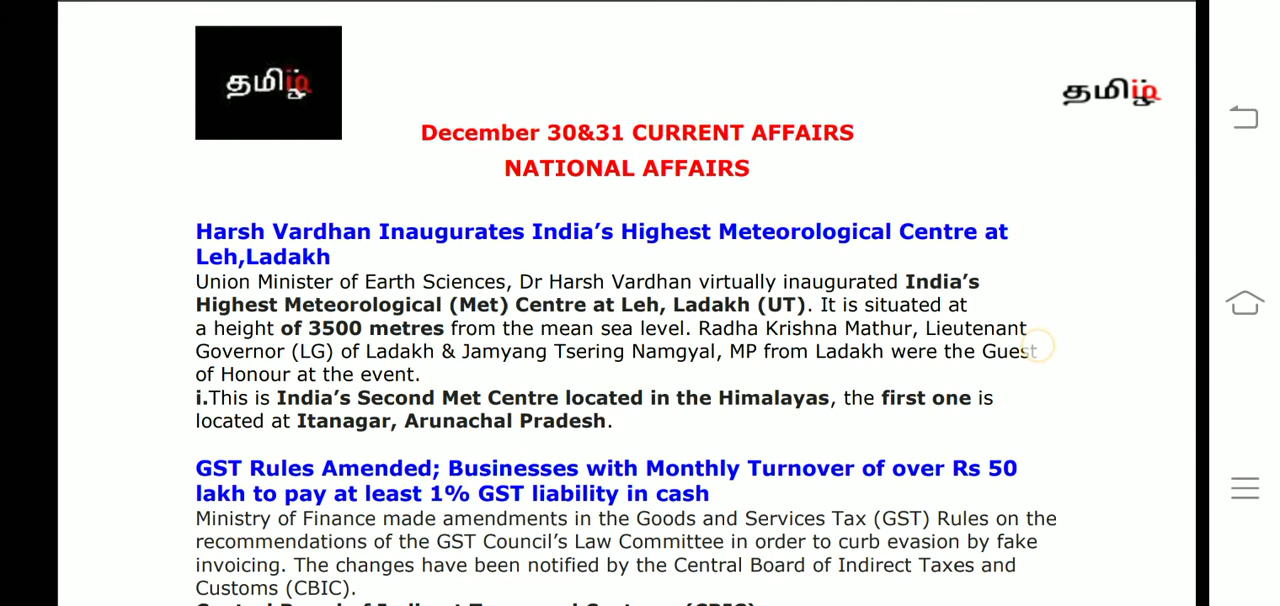 தமிழ்
தமிழ்
December 30&31 CURRENT AFFAIRS
NATIONAL AFFAIRS
Harsh Vardhan Inaugurates India’s Highest Meteorological Centre at
Leh,Ladakh
Union Minister of Earth Sciences, Dr Harsh Vardhan virtually inaugurated India’s
Highest Meteorological (Met) Centre at Leh, Ladakh (UT). It is situated at
a height of 3500 metres from the mean sea level. Radha Krishna Mathur, Lieutenant
Governor (LG) of Ladakh & Jamyang Tsering Namgyal, MP from Ladakh were the Guest
of Honour at the event.
i.This is India’s Second Met Centre located in the Himalayas, the first one is
located at Itanagar, Arunachal Pradesh.
GST Rules Amended; Businesses with Monthly Turnover of over Rs 50
lakh to pay at least 1% GST liability in cash
Ministry of Finance made amendments in the Goods and Services Tax (GST) Rules on the
recommendations of the GST Council’s Law Committee in order to curb evasion by fake
invoicing. The changes have been notified by the Central Board of Indirect Taxes and
Customs (CBIC).
Central Board of Indirect Taxes and Customs (CBIC)